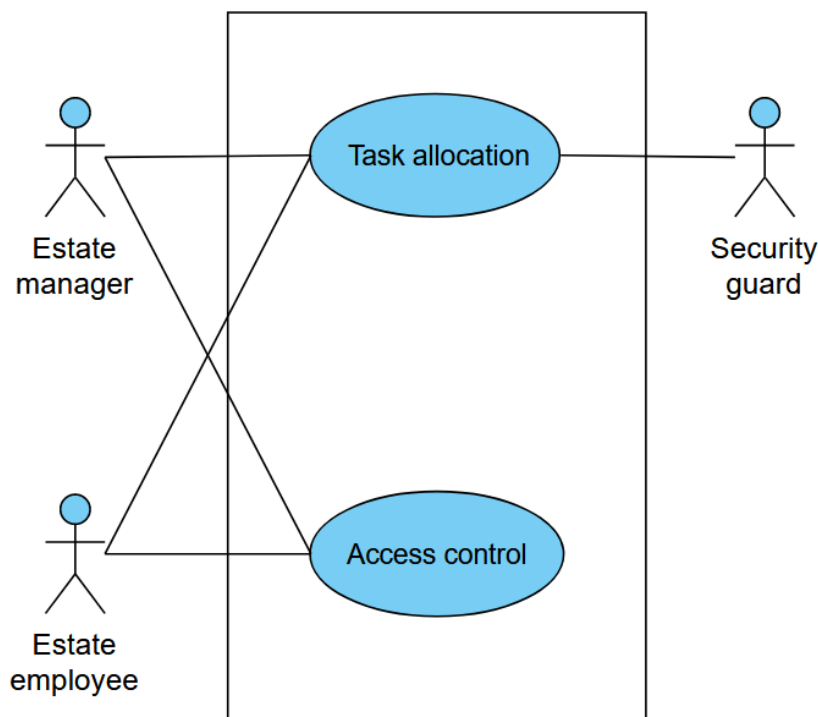 Task allocation
Estate
manager
Security
guard
Access control
Estate
employee